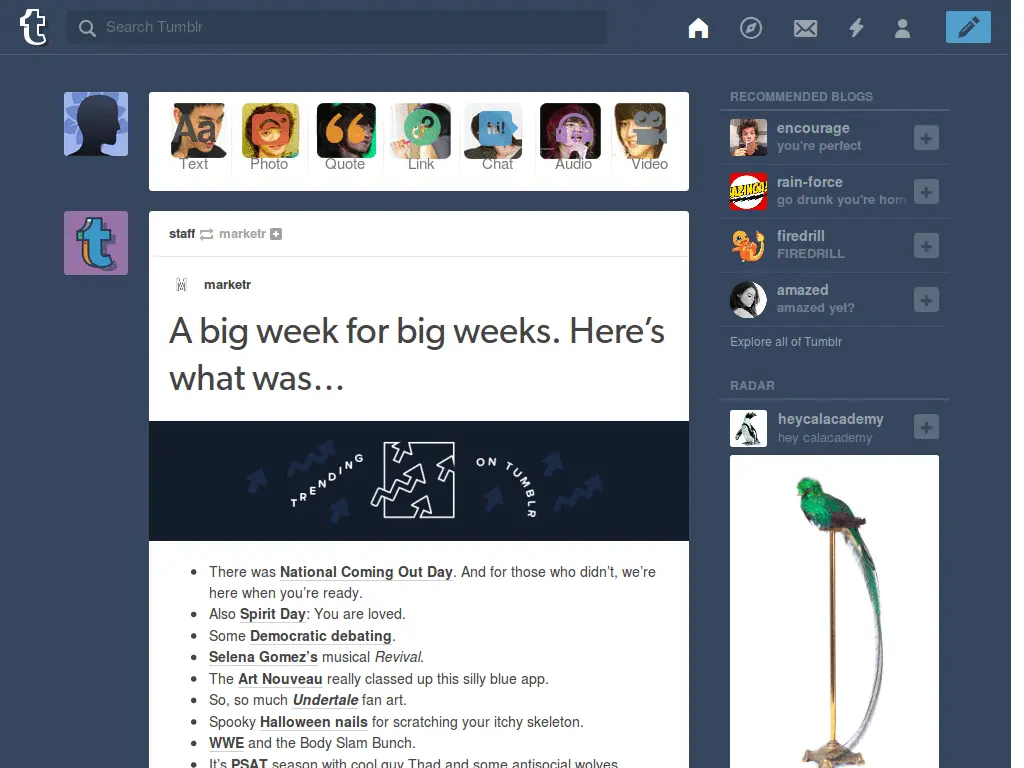 t
Search Tumblr
Aa
hi!
Text
Photo
Quote
Link
Chat
Audio
Video
staff marketr
marketr
A big week for big weeks. Here’s
what was…
TRENDING
ON TUMBLR
There was National Coming Out Day. And for those who didn’t, we’re
here when you’re ready.
Also Spirit Day: You are loved.
Some Democratic debating.
Selena Gomez’s musical Revival.
The Art Nouveau really classed up this silly blue app.
So, so much Undertale fan art.
Spooky Halloween nails for scratching your itchy skeleton.
WWE and the Body Slam Bunch.
It’s PSAT season with cool guy Thad and some antisocial wolves
RECOMMENDED BLOGS
encourage
you're perfect
BAZINGA!
rain-force
go drunk you're hom
firedrill
FIREDRILL
amazed
amazed yet?
Explore all of Tumblr
RADAR
heycalacademy
hey calacademy